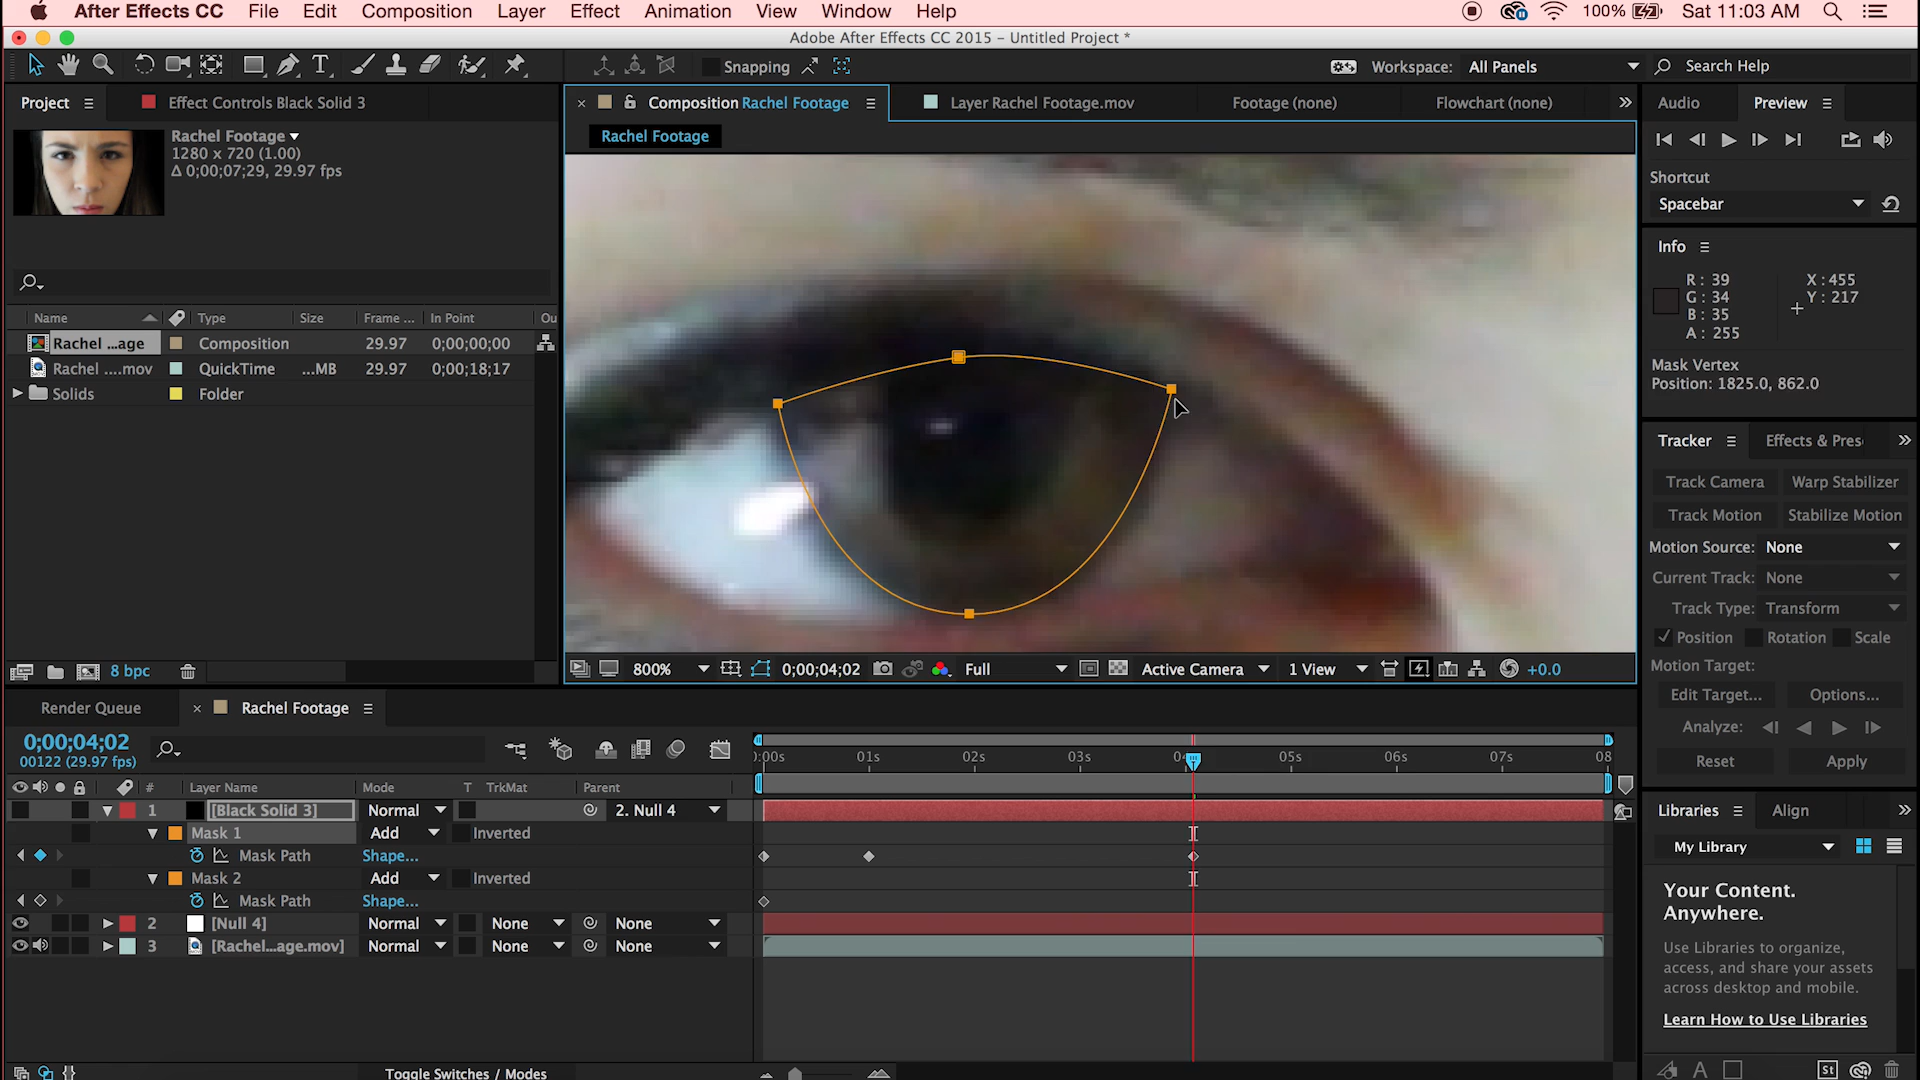 After Effects CC File Edit Composition Layer Effect Animation View Window Help 100% Sat 11:03 AM
Adobe After Effects CC 2015 - Untitled Project *
T Snapping Workspace: All Panels Search Help
Project Effect Controls Black Solid 3 Composition Rachel Footage Layer Rachel Footage.mov Footage (none) Flowchart (none) Audio Preview
Rachel Footage
1280 x 720 (1.00)
Δ 0;00;07;29, 29.97 fps
Rachel Footage
Shortcut
Spacebar
Info
R : 39
G : 34
B : 35
A : 255
X : 455
Y : 217
Mask Vertex
Position: 1825.0, 862.0
Name Type Size Frame ... In Point Ou
Rachel ...age Composition 29.97 0;00;00;00
Rachel ....mov QuickTime ...MB 29.97 0;00;18;17
Solids Folder
Tracker Effects & Pres
Track Camera Warp Stabilizer
Track Motion Stabilize Motion
Motion Source: None
Current Track: None
Track Type: Transform
Position Rotation Scale
Motion Target:
Edit Target... Options...
Analyze:
Reset Apply
8 bpc
800% 0;00;04;02 Full Active Camera 1 View +0.0
Render Queue Rachel Footage
0;00;04;02
00122 (29.97 fps)
):00s 01s 02s 03s 04s 05s 06s 07s 08
# Layer Name Mode T TrkMat Parent
1 [Black Solid 3] Normal 2. Null 4
Mask 1 Add Inverted
Mask Path Shape...
Mask 2 Add Inverted
Mask Path Shape...
2 [Null 4] Normal None None
3 [Rachel...age.mov] Normal None None
Toggle Switches / Modes
Libraries Align
My Library
Your Content.
Anywhere.
Use Libraries to organize,
access, and share your assets
across desktop and mobile.
Learn How to Use Libraries
A St